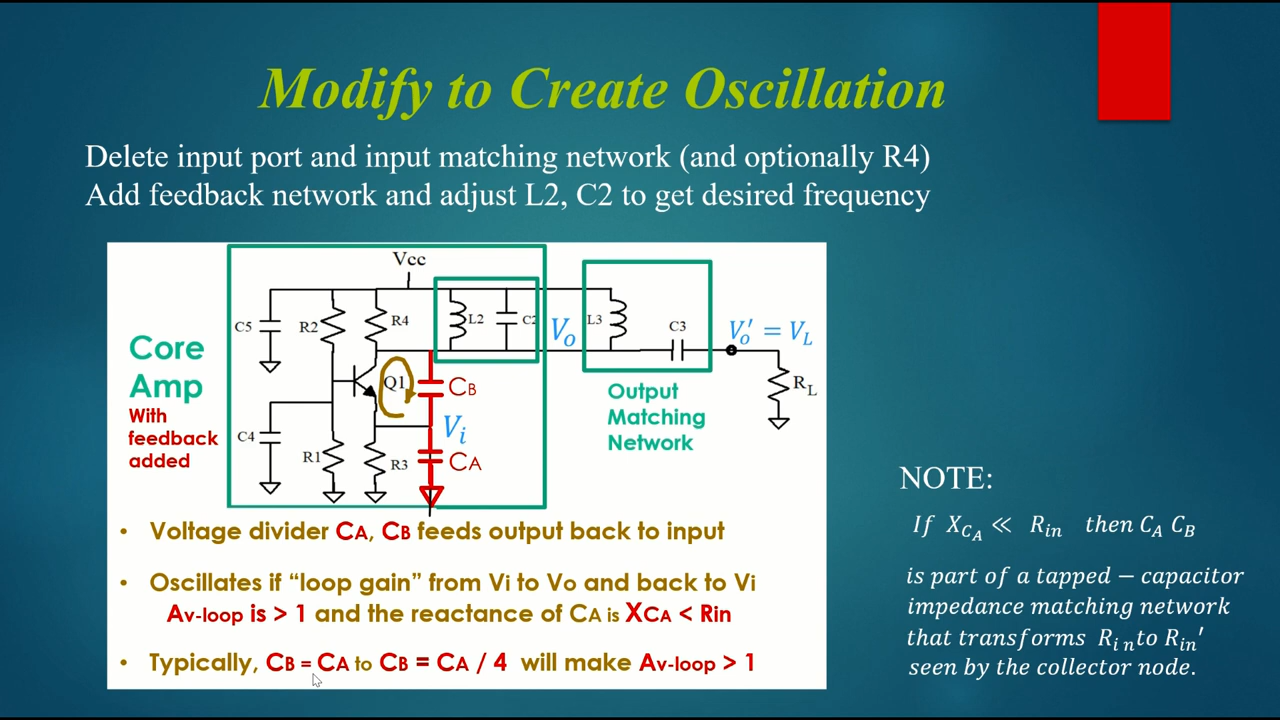 Modify to Create Oscillation
Delete input port and input matching network (and optionally R4)
Add feedback network and adjust L2, C2 to get desired frequency
Vcc
C5
R2
R4
L2
C2
Vo
L3
C3
Vo′ = VL
Core
Amp
With
feedback
added
Q1
CB
RL
Output
Matching
Network
C4
Vi
R1
R3
CA
• Voltage divider CA, CB feeds output back to input
• Oscillates if “loop gain” from Vi to Vo and back to Vi
Av-loop is > 1 and the reactance of CA is XCA < Rin
• Typically, CB = CA to CB = CA / 4 will make Av-loop > 1
NOTE:
If XCA ≪ Rin then CA CB
is part of a tapped − capacitor
impedance matching network
that transforms Rin to Rin′
seen by the collector node.